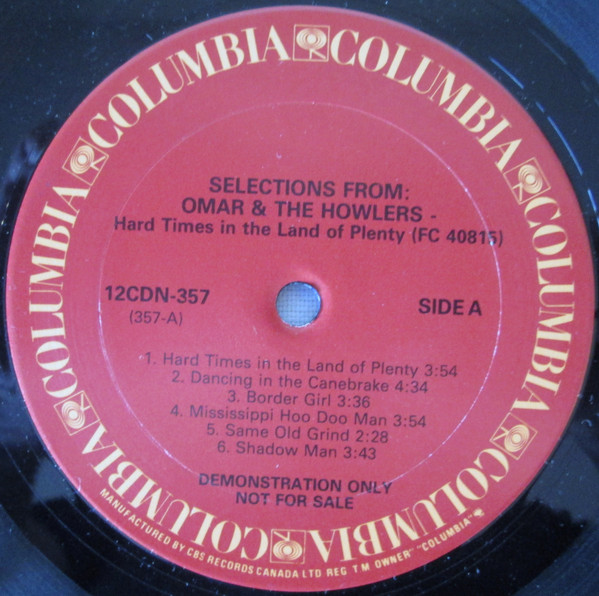 COLUMBIA COLUMBIA COLUMBIA COLUMBIA COLUMBIA COLUMBIA COLUMBIA COLUMBIA
SELECTIONS FROM:
OMAR & THE HOWLERS -
Hard Times in the Land of Plenty (FC 40815)
12CDN-357
(357-A)
SIDE A
1. Hard Times in the Land of Plenty 3:54
2. Dancing in the Canebrake 4:34
3. Border Girl 3:36
4. Mississippi Hoo Doo Man 3:54
5. Same Old Grind 2:28
6. Shadow Man 3:43
DEMONSTRATION ONLY
NOT FOR SALE
MANUFACTURED BY CBS RECORDS CANADA LTD REG T M OWNER "COLUMBIA"